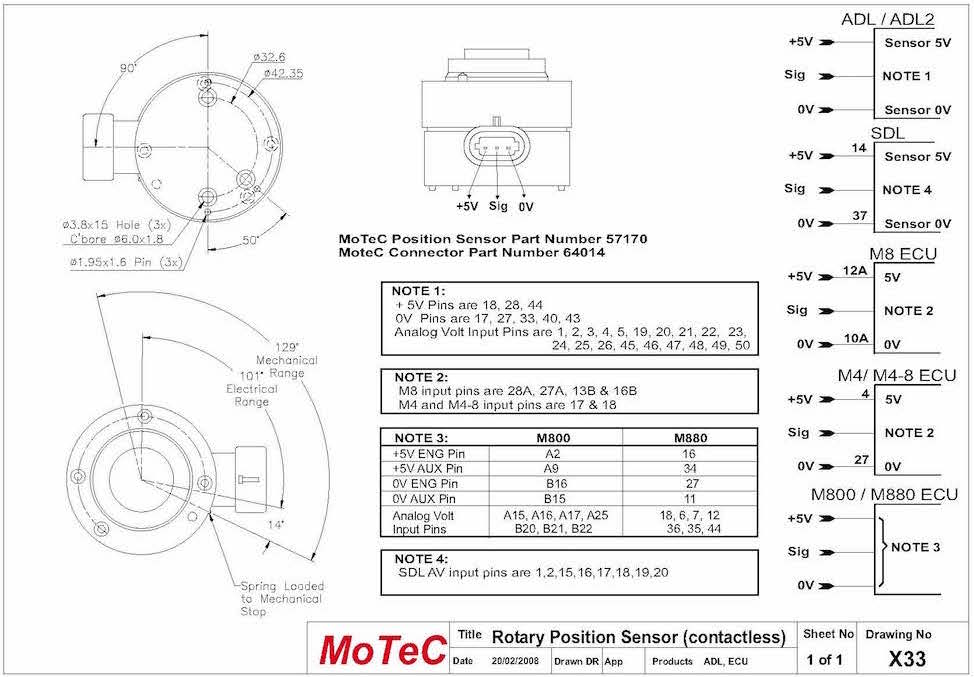 90°
ø32.6
ø42.35
ø3.8x15 Hole (3x)
C'bore ø6.0x1.8
ø1.95x1.6 Pin (3x)
50°
+5V Sig 0V
MoTeC Position Sensor Part Number 57170
MoteC Connector Part Number 64014
129°
Mechanical
Range
101°
Electrical
Range
14°
Spring Loaded
to Mechanical
Stop
NOTE 1:
+ 5V Pins are 18, 28, 44
0V Pins are 17, 27, 33, 40, 43
Analog Volt Input Pins are 1, 2, 3, 4, 5, 19, 20, 21, 22, 23,
24, 25, 26, 45, 46, 47, 48, 49, 50
NOTE 2:
M8 input pins are 28A, 27A, 13B & 16B
M4 and M4-8 input pins are 17 & 18
NOTE 3: M800 M880
+5V ENG Pin A2 16
+5V AUX Pin A9 34
0V ENG Pin B16 27
0V AUX Pin B15 11
Analog Volt A15, A16, A17, A25 18, 6, 7, 12
Input Pins B20, B21, B22 36, 35, 44
NOTE 4:
SDL AV input pins are 1,2,15,16,17,18,19,20
ADL / ADL2
+5V Sensor 5V
Sig NOTE 1
0V Sensor 0V
SDL
+5V 14 Sensor 5V
Sig NOTE 4
0V 37 Sensor 0V
M8 ECU
+5V 12A 5V
Sig NOTE 2
0V 10A 0V
M4/ M4-8 ECU
+5V 4 5V
Sig NOTE 2
0V 27 0V
M800 / M880 ECU
+5V
Sig NOTE 3
0V
MoTeC
Title Rotary Position Sensor (contactless)
Date 20/02/2008 Drawn DR App Products ADL, ECU
Sheet No
1 of 1
Drawing No
X33